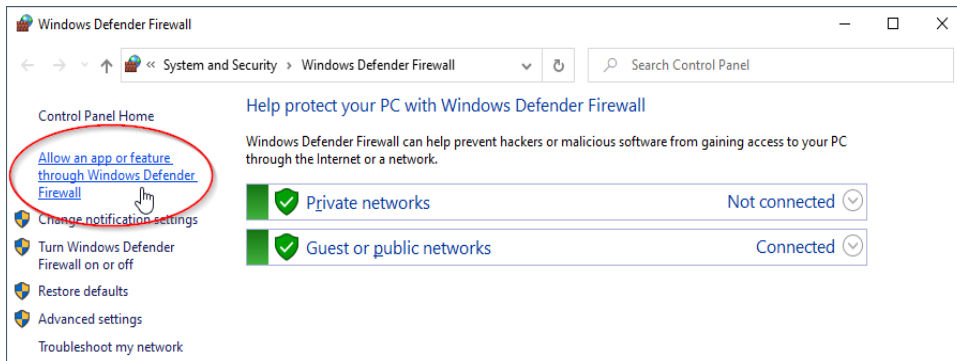 Windows Defender Firewall
« System and Security › Windows Defender Firewall
Search Control Panel
Control Panel Home
Allow an app or feature
through Windows Defender
Firewall
Change notification settings
Turn Windows Defender
Firewall on or off
Restore defaults
Advanced settings
Troubleshoot my network
Help protect your PC with Windows Defender Firewall
Windows Defender Firewall can help prevent hackers or malicious software from gaining access to your PC
through the Internet or a network.
Private networks Not connected
Guest or public networks Connected